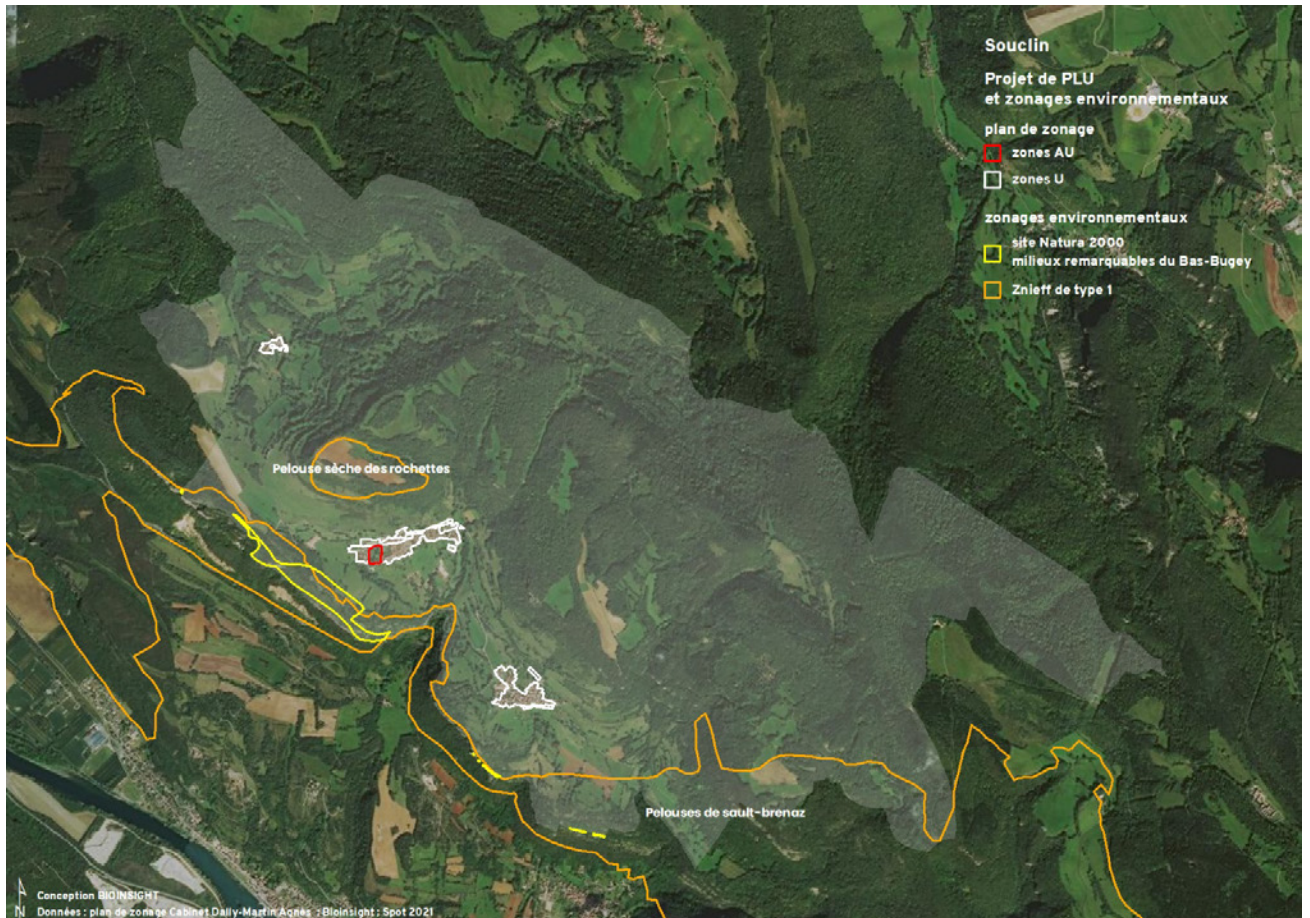 Souclin
Projet de PLU
et zonages environnementaux
plan de zonage
zones AU
zones U
zonages environnementaux
site Natura 2000
milieux remarquables du Bas-Bugey
Znieff de type 1
Pelouse sèche des rochettes
Pelouses de sault-brenaz
Conception BIOINSIGHT
N Données : plan de zonage Cabinet Dally-Martin Agnès ; Bioinsight ; Spot 2021